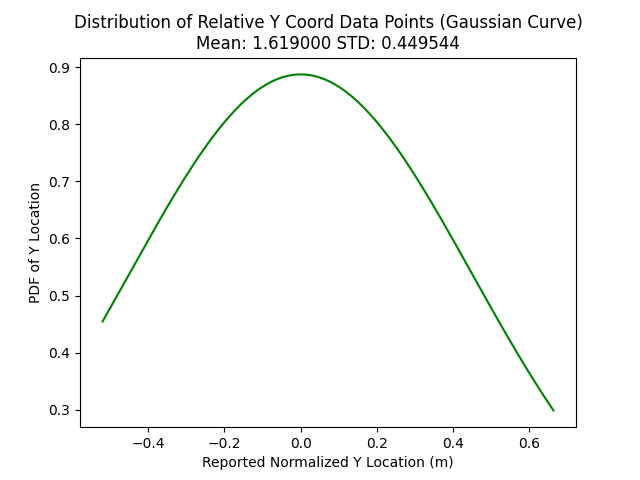 Distribution of Relative Y Coord Data Points (Gaussian Curve)
Mean: 1.619000 STD: 0.449544
PDF of Y Location
0.9
0.8
0.7
0.6
0.5
0.4
0.3
−0.4 −0.2 0.0 0.2 0.4 0.6
Reported Normalized Y Location (m)